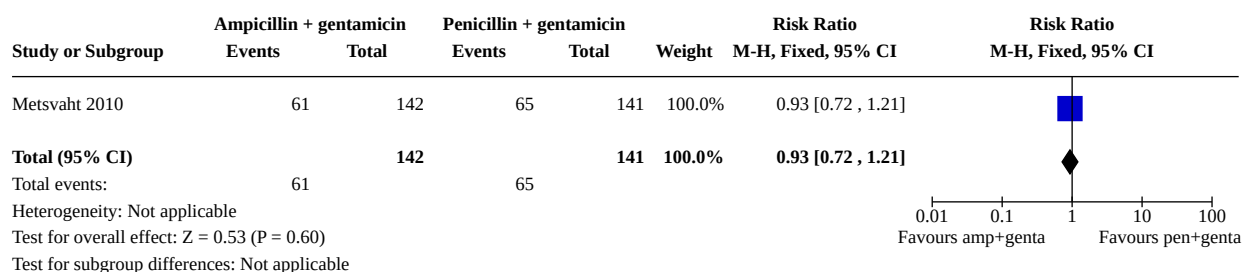 Ampicillin + gentamicin Penicillin + gentamicin Risk Ratio Risk Ratio
Study or Subgroup Events Total Events Total Weight M-H, Fixed, 95% CI M-H, Fixed, 95% CI
Metsvaht 2010 61 142 65 141 100.0% 0.93 [0.72 , 1.21]
Total (95% CI) 142 141 100.0% 0.93 [0.72 , 1.21]
Total events: 61 65
Heterogeneity: Not applicable
0.01 0.1 1 10 100
Test for overall effect: Z = 0.53 (P = 0.60) Favours amp+genta Favours pen+genta
Test for subgroup differences: Not applicable